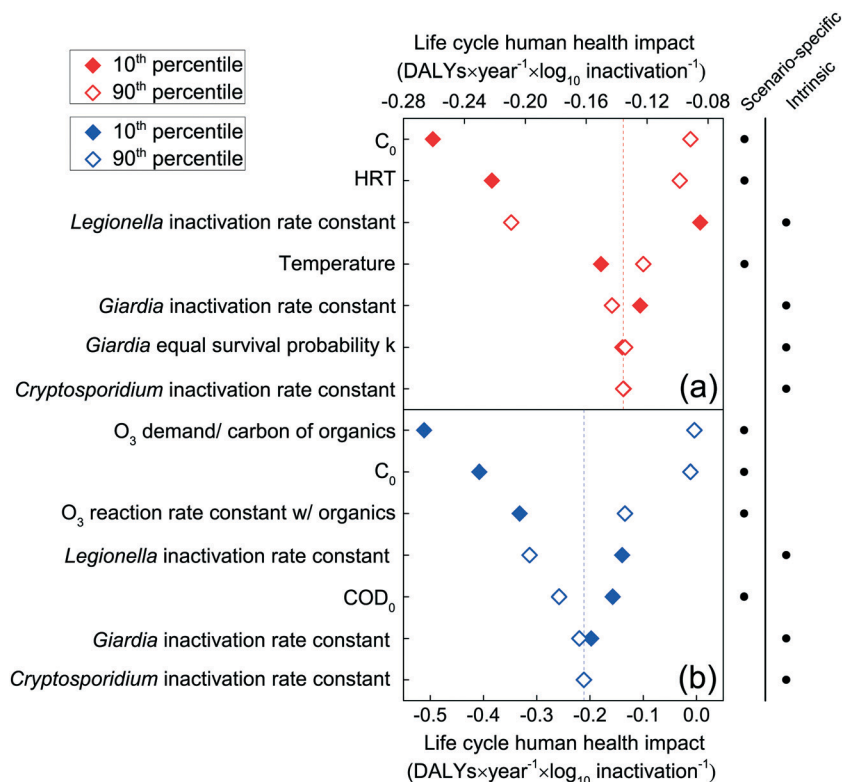 10th percentile
90th percentile
10th percentile
90th percentile
Life cycle human health impact
(DALYs×year-1×log10 inactivation-1)
-0.28 -0.24 -0.20 -0.16 -0.12 -0.08
Scenario-specific
Intrinsic
C0
HRT
Legionella inactivation rate constant
Temperature
Giardia inactivation rate constant
Giardia equal survival probability k
Cryptosporidium inactivation rate constant
(a)
O3 demand/ carbon of organics
C0
O3 reaction rate constant w/ organics
Legionella inactivation rate constant
COD0
Giardia inactivation rate constant
Cryptosporidium inactivation rate constant
(b)
-0.5 -0.4 -0.3 -0.2 -0.1 0.0
Life cycle human health impact
(DALYs×year-1×log10 inactivation-1)